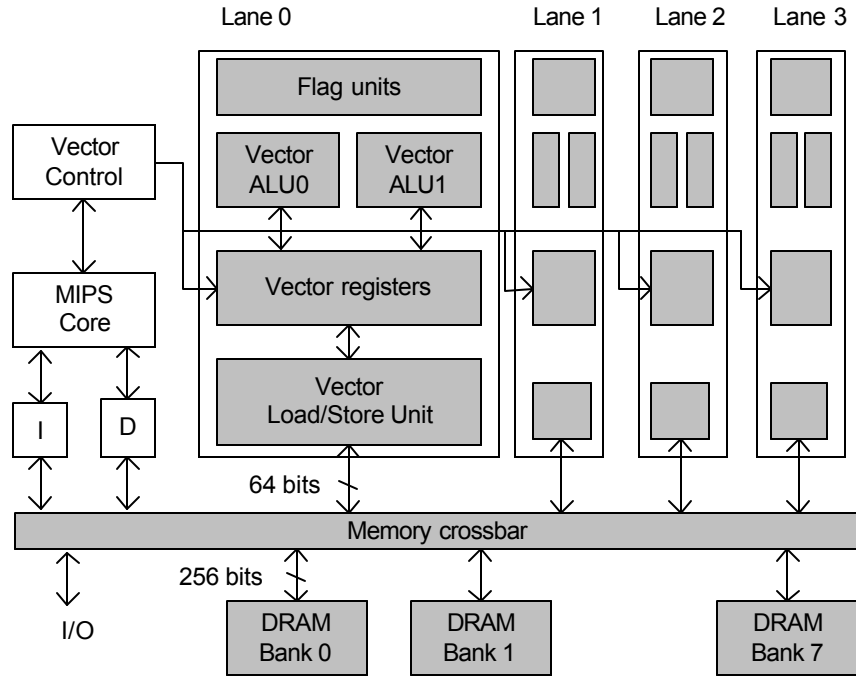 Lane 0
Lane 1
Lane 2
Lane 3
Flag units
Vector
Control
Vector
ALU0
Vector
ALU1
MIPS
Core
Vector registers
Vector
Load/Store Unit
I
D
64 bits
Memory crossbar
256 bits
I/O
DRAM
Bank 0
DRAM
Bank 1
DRAM
Bank 7